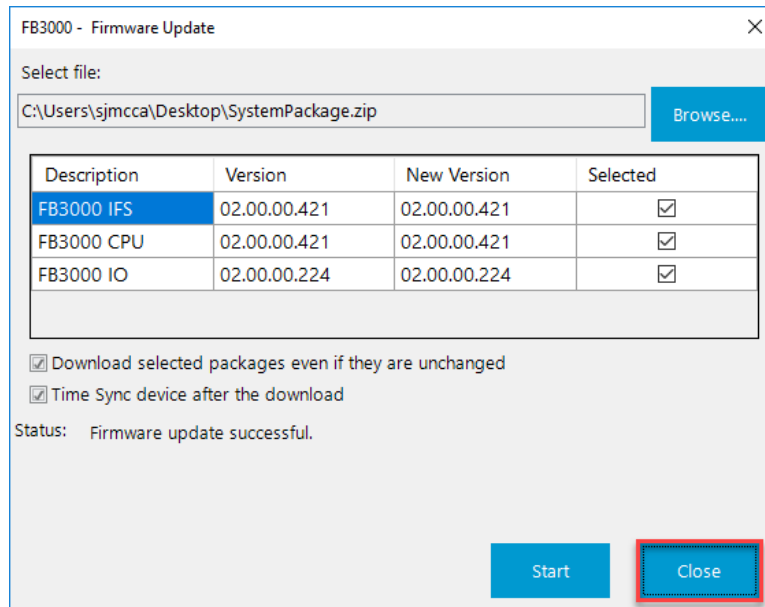 FB3000 - Firmware Update
Select file:
C:\Users\sjmcca\Desktop\SystemPackage.zip
Browse....
Description Version New Version Selected
FB3000 IFS 02.00.00.421 02.00.00.421
FB3000 CPU 02.00.00.421 02.00.00.421
FB3000 IO 02.00.00.224 02.00.00.224
Download selected packages even if they are unchanged
Time Sync device after the download
Status: Firmware update successful.
Start Close